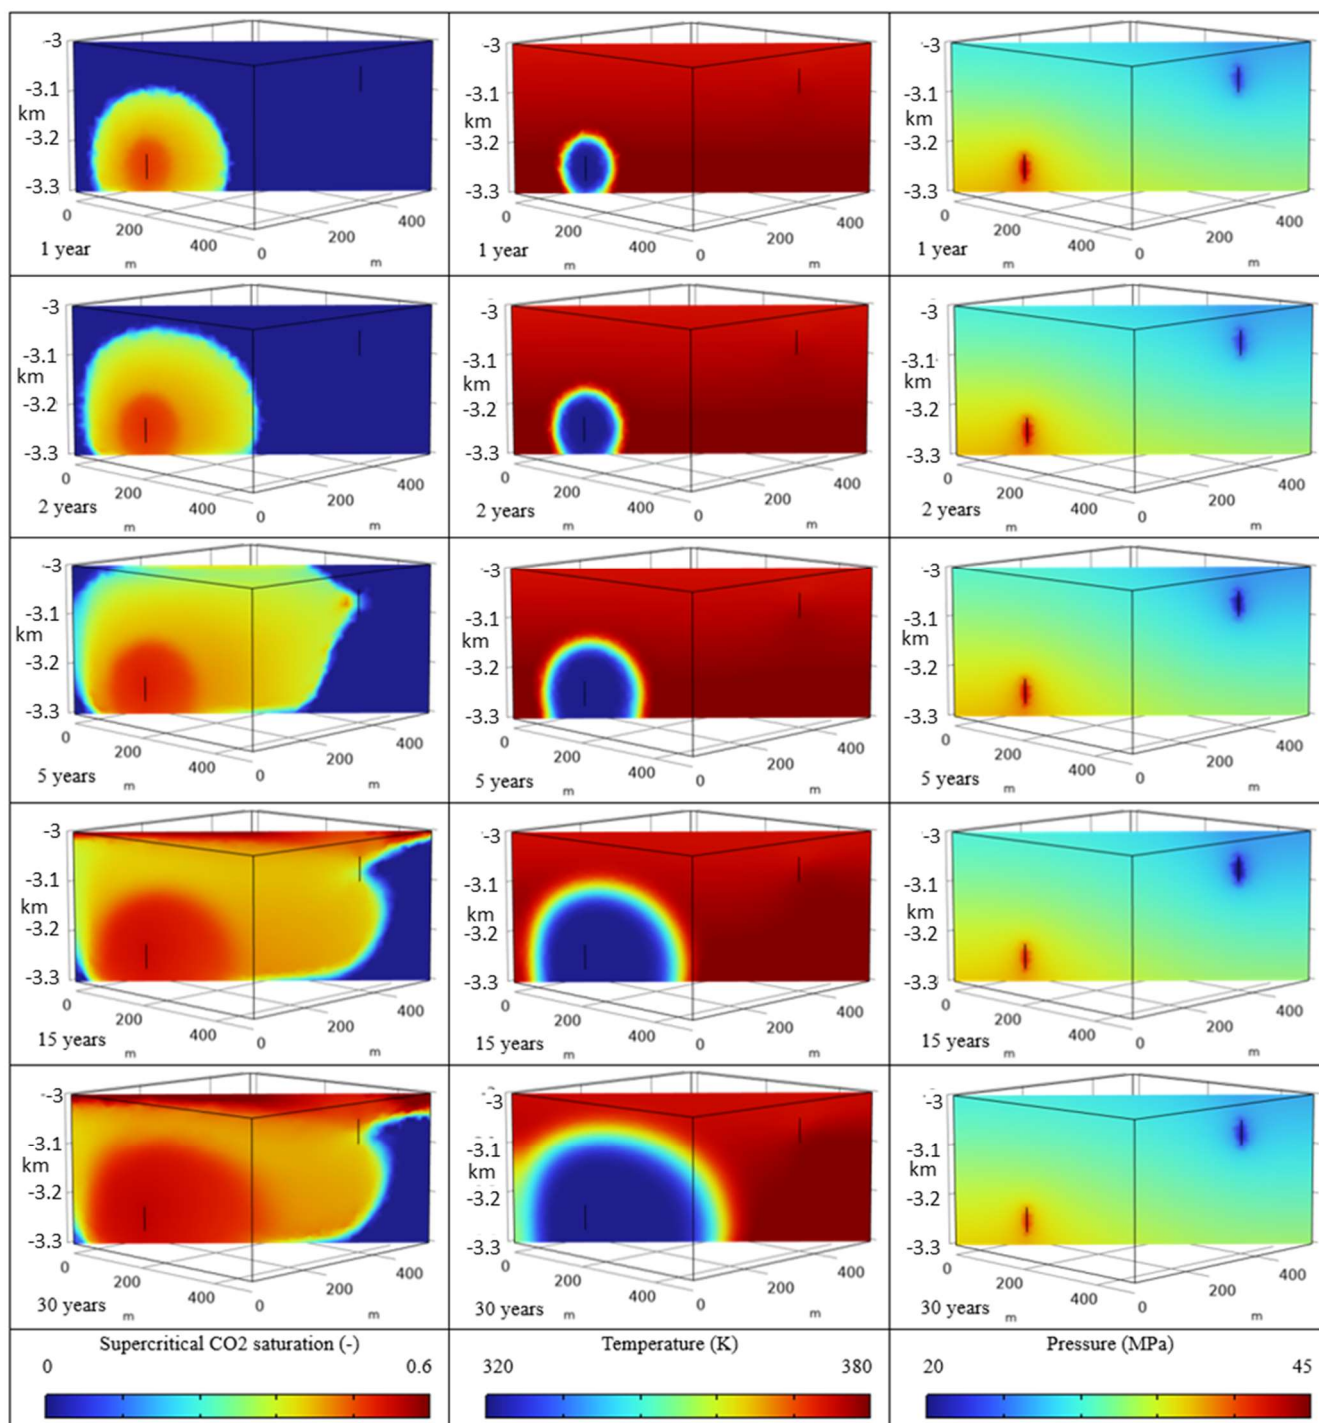 -3 -3 -3
-3.1 -3.1 -3.1
km km km
-3.2 -3.2 -3.2
-3.3 -3.3 -3.3
0 200 400 0 200 400 0 200 400 0 200 400 0 200 400 0 200 400
1 year m m 1 year m m 1 year m m
-3 -3 -3
-3.1 -3.1 -3.1
km km km
-3.2 -3.2 -3.2
-3.3 -3.3 -3.3
0 200 400 0 200 400 0 200 400 0 200 400 0 200 400 0 200 400
2 years m m 2 years m m 2 years m m
-3 -3 -3
-3.1 -3.1 -3.1
km km km
-3.2 -3.2 -3.2
-3.3 -3.3 -3.3
0 200 400 0 200 400 0 200 400 0 200 400 0 200 400 0 200 400
5 years m m 5 years m m 5 years m m
-3 -3 -3
-3.1 -3.1 -3.1
km km km
-3.2 -3.2 -3.2
-3.3 -3.3 -3.3
0 200 400 0 200 400 0 200 400 0 200 400 0 200 400 0 200 400
15 years m m 15 years m m 15 years m m
-3 -3 -3
-3.1 -3.1 -3.1
km km km
-3.2 -3.2 -3.2
-3.3 -3.3 -3.3
0 200 400 0 200 400 0 200 400 0 200 400 0 200 400 0 200 400
30 years m m 30 years m m 30 years m m
Supercritical CO2 saturation (-) Temperature (K) Pressure (MPa)
0 0.6 320 380 20 45